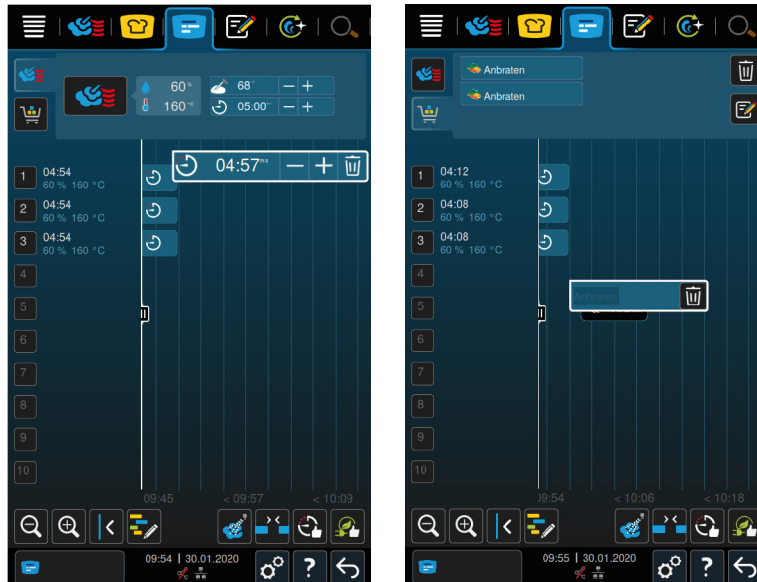 60 %
160 °C
68
05:00
04:57 ms
1 04:54
60 % 160 °C
2 04:54
60 % 160 °C
3 04:54
60 % 160 °C
4
5
6
7
8
9
10
09:45 < 09:57 < 10:09
09:54 | 30.01.2020
?
Anbraten
Anbraten
1 04:12
60 % 160 °C
2 04:08
60 % 160 °C
3 04:08
60 % 160 °C
4
Anbraten
5
6
7
8
9
10
09:54 < 10:06 < 10:18
09:55 | 30.01.2020
?